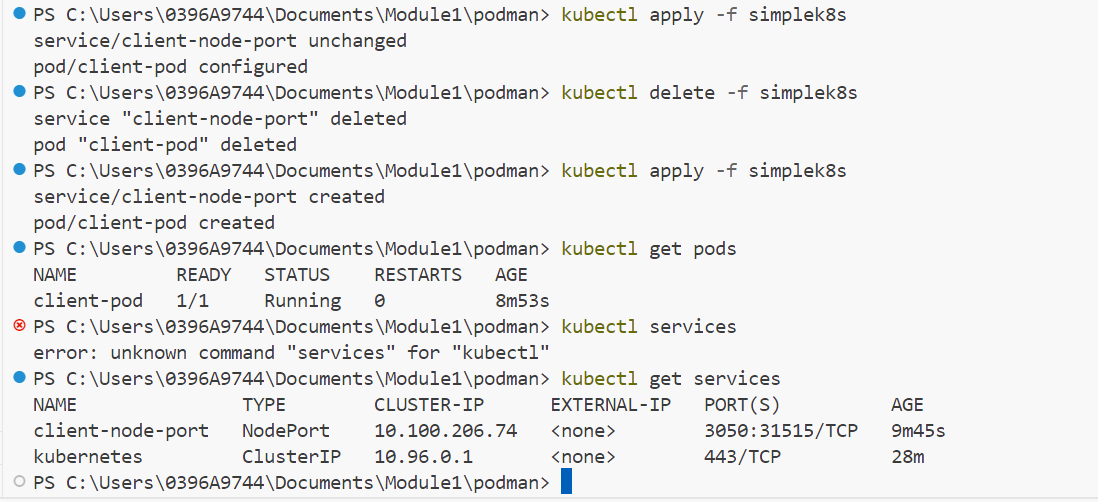 PS C:\Users\0396A9744\Documents\Module1\podman> kubectl apply -f simplek8s
service/client-node-port unchanged
pod/client-pod configured
PS C:\Users\0396A9744\Documents\Module1\podman> kubectl delete -f simplek8s
service "client-node-port" deleted
pod "client-pod" deleted
PS C:\Users\0396A9744\Documents\Module1\podman> kubectl apply -f simplek8s
service/client-node-port created
pod/client-pod created
PS C:\Users\0396A9744\Documents\Module1\podman> kubectl get pods
NAME         READY   STATUS    RESTARTS   AGE
client-pod   1/1     Running   0          8m53s
PS C:\Users\0396A9744\Documents\Module1\podman> kubectl services
error: unknown command "services" for "kubectl"
PS C:\Users\0396A9744\Documents\Module1\podman> kubectl get services
NAME               TYPE        CLUSTER-IP      EXTERNAL-IP   PORT(S)          AGE
client-node-port   NodePort    10.100.206.74   <none>        3050:31515/TCP   9m45s
kubernetes         ClusterIP   10.96.0.1       <none>        443/TCP          28m
PS C:\Users\0396A9744\Documents\Module1\podman>